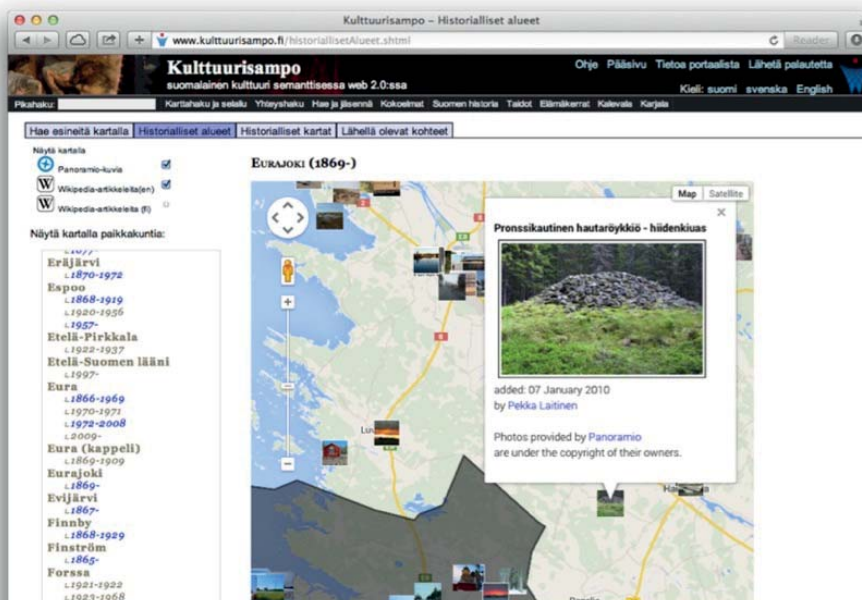 Kulttuurisampo – Historialliset alueet
www.kulttuurisampo.fi/historiallisetAlueet.shtml
Reader
Kulttuurisampo
suomalainen kulttuuri semanttisessa web 2.0:ssa
Ohje Pääsivu Tietoa portaalista Lähetä palautetta
Kieli: suomi svenska English
Pikahaku:
Karttahaku ja selailu Yhteyshaku Hae ja jäsennä Kokoelmat Suomen historia Taidot Elämäkerrat Kalevala Karjala
Hae esineitä kartalla Historialliset alueet Historialliset kartat Lähellä olevat kohteet
Näytä kartalla
Panoramio-kuvia
Wikipedia-artikkeleita(en)
Wikipedia-artikkeleita (fi)
Näytä kartalla paikkakuntia:
Eräjärvi
1870-1972
Espoo
1868-1919
1920-1956
1957-
Etelä-Pirkkala
1922-1937
Etelä-Suomen lääni
1997-
Eura
1866-1969
1970-1971
1972-2008
2009-
Eura (kappeli)
1869-1909
Eurajoki
1869-
Evijärvi
1867-
Finnby
1868-1929
Finström
1865-
Forssa
1921-1922
1923-1968
Eurajoki (1869-)
Map Satellite
Pronssikautinen hautaröykkiö - hiidenkiuas
added: 07 January 2010
by Pekka Laitinen
Photos provided by Panoramio
are under the copyright of their owners.
8